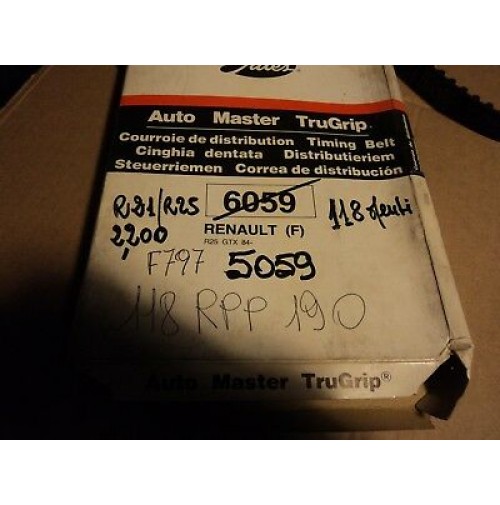 Gates
Auto Master TruGrip
Courroie de distribution Timing Belt
Cinghia dentata Distributieriem
Steuerriemen Correa de distribución
R21/R25 6059 118 denti
2,200 RENAULT (F)
R25 GTX 84-
F797 5059
118 RPP 190
Auto Master TruGrip®